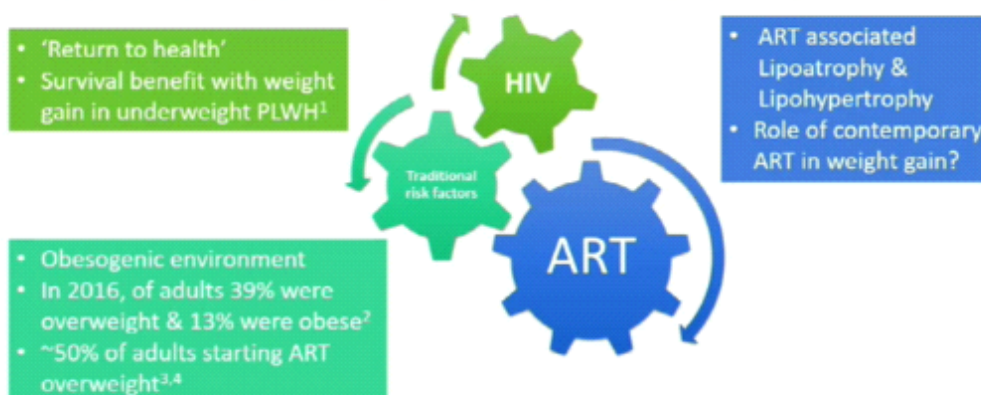 • 'Return to health'
• Survival benefit with weight
gain in underweight PLWH¹
HIV
• ART associated
Lipoatrophy &
Lipohypertrophy
• Role of contemporary
ART in weight gain?
Traditional
risk factors
ART
• Obesogenic environment
• In 2016, of adults 39% were
overweight & 13% were obese²
• ~50% of adults starting ART
overweight³,⁴